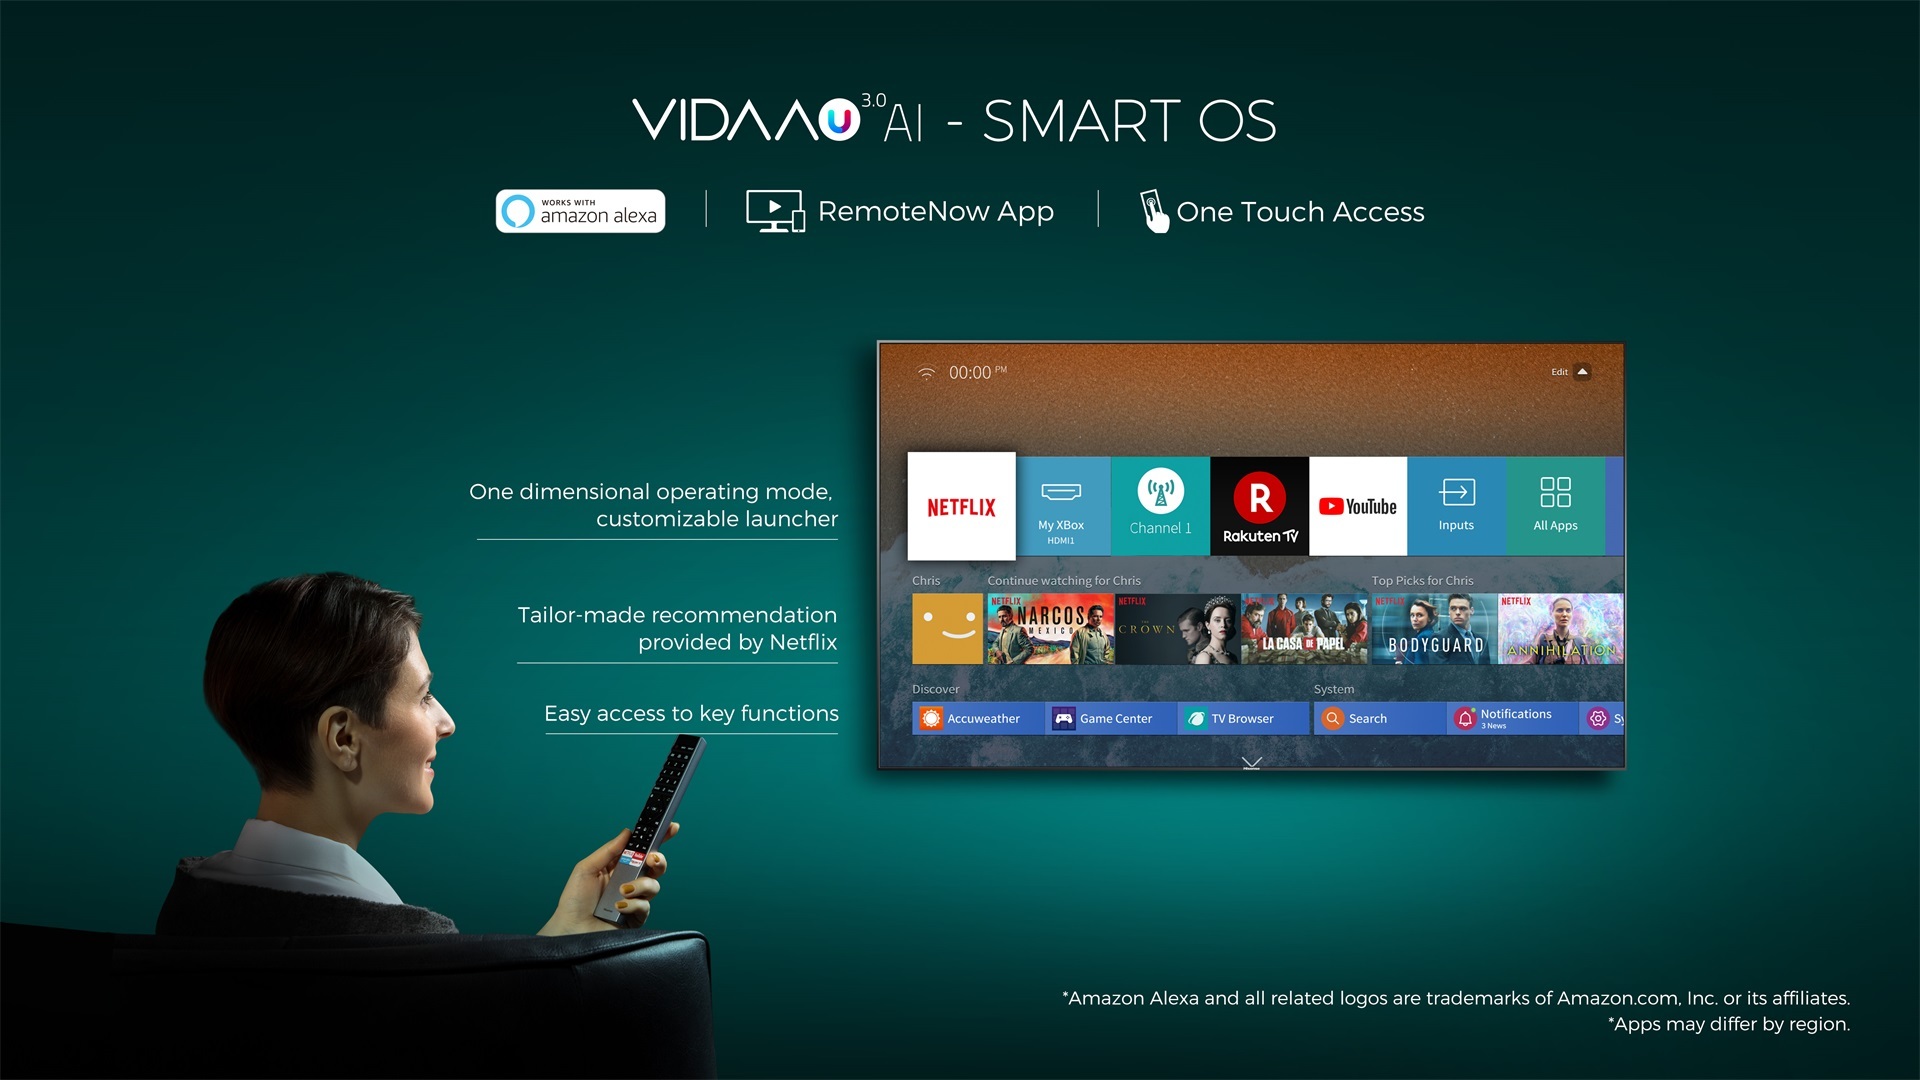 VIDAA U 3.0 AI - SMART OS
WORKS WITH
amazon alexa
RemoteNow App
One Touch Access
00:00 PM
Edit
One dimensional operating mode,
customizable launcher
Tailor-made recommendation
provided by Netflix
Easy access to key functions
NETFLIX
My XBox
HDMI1
Channel 1
R
Rakuten TV
YouTube
Inputs
All Apps
Chris
Continue watching for Chris
Top Picks for Chris
NETFLIX
NARCOS
MEXICO
NETFLIX
THE
CROWN
NETFLIX
LA CASA DE PAPEL
NETFLIX
BODYGUARD
NETFLIX
ANNIHILATION
Discover
System
Accuweather
Game Center
TV Browser
Search
Notifications
3 News
Sy
*Amazon Alexa and all related logos are trademarks of Amazon.com, Inc. or its affiliates.
*Apps may differ by region.